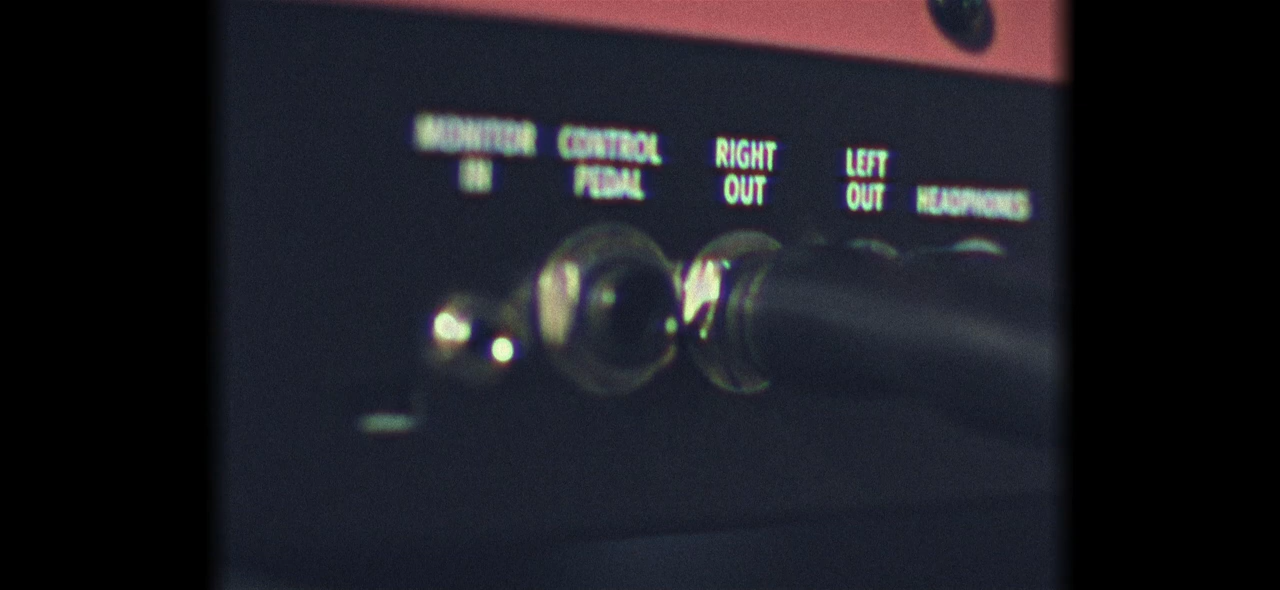 MONITOR
IN
CONTROL
PEDAL
RIGHT
OUT
LEFT
OUT
HEADPHONES